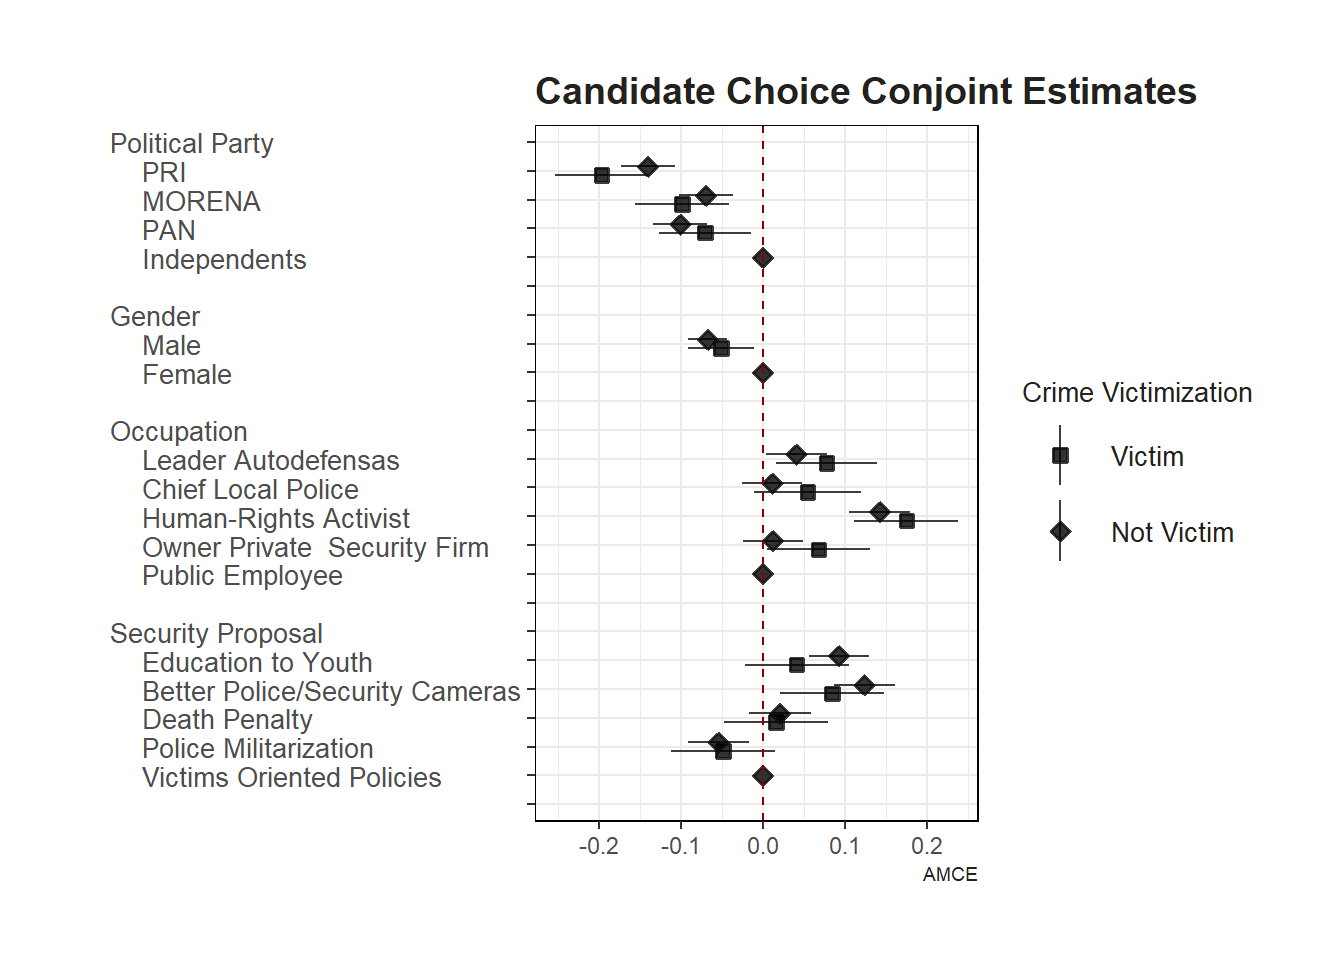 Candidate Choice Conjoint Estimates
Political Party
PRI
MORENA
PAN
Independents
Gender
Male
Female
Occupation
Leader Autodefensas
Chief Local Police
Human-Rights Activist
Owner Private  Security Firm
Public Employee
Security Proposal
Education to Youth
Better Police/Security Cameras
Death Penalty
Police Militarization
Victims Oriented Policies
-0.2 -0.1 0.0 0.1 0.2
AMCE
Crime Victimization
Victim
Not Victim